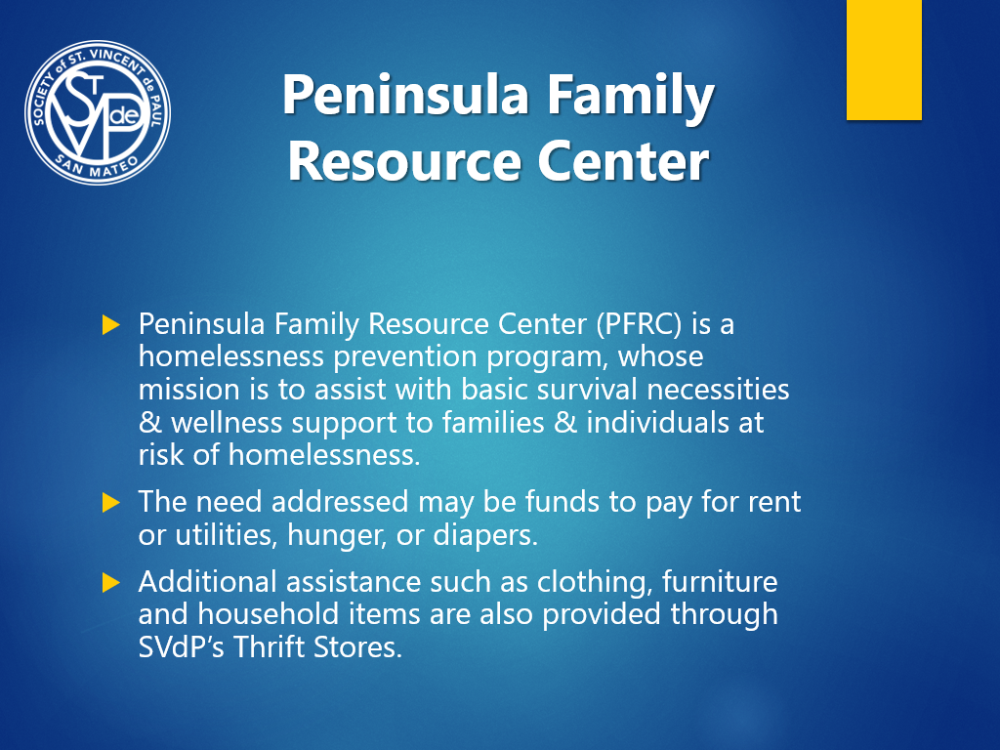 SOCIETY of ST. VINCENT de PAUL
ST
V de P
SAN MATEO
Peninsula Family
Resource Center
Peninsula Family Resource Center (PFRC) is a
homelessness prevention program, whose
mission is to assist with basic survival necessities
& wellness support to families & individuals at
risk of homelessness.
The need addressed may be funds to pay for rent
or utilities, hunger, or diapers.
Additional assistance such as clothing, furniture
and household items are also provided through
SVdP’s Thrift Stores.